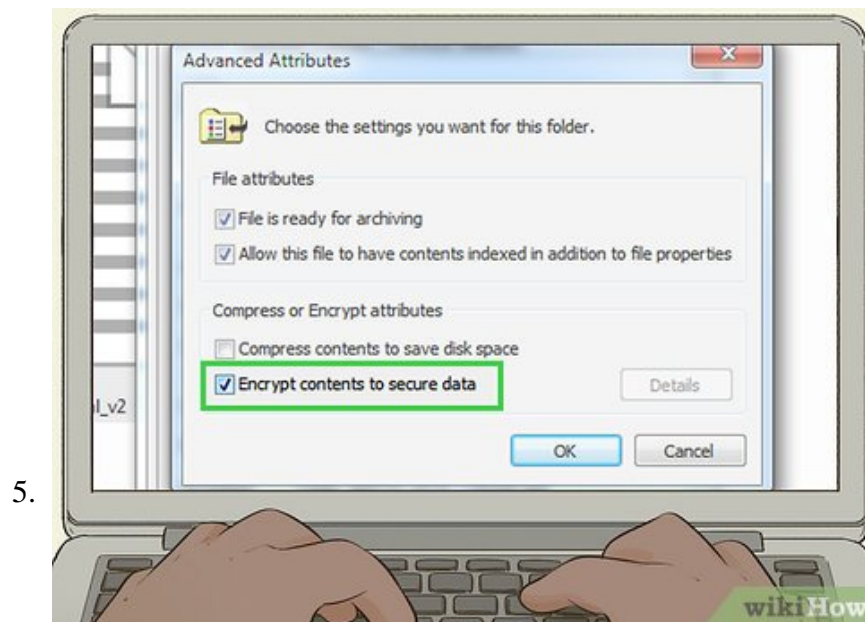 Advanced Attributes
Choose the settings you want for this folder.
File attributes
File is ready for archiving
Allow this file to have contents indexed in addition to file properties
Compress or Encrypt attributes
Compress contents to save disk space
Encrypt contents to secure data
Details
l_v2
OK
Cancel
5.
wikiHow